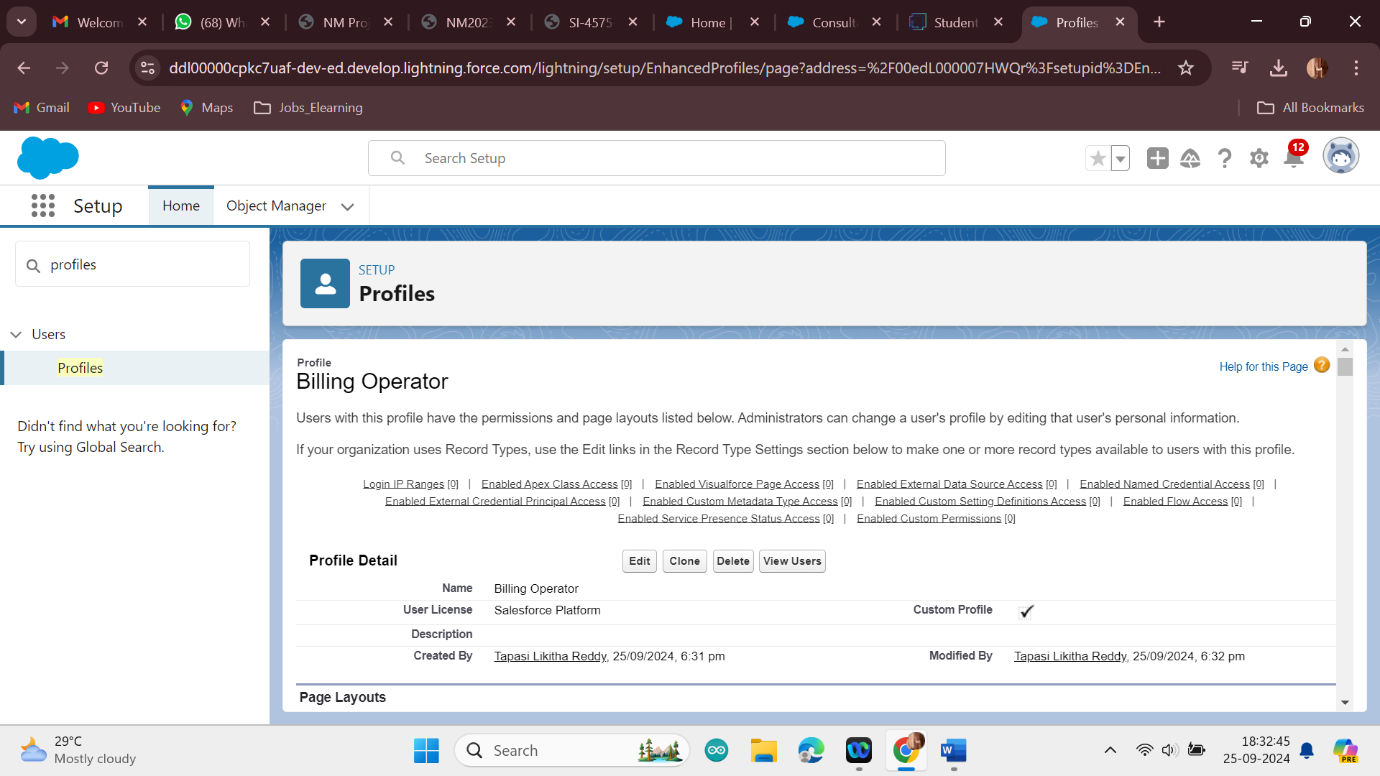 Welcom
(68) Wha
NM Proj
NM202
SI-4575
Home |
Consult
Student
Profiles
ddl00000cpkc7uaf-dev-ed.develop.lightning.force.com/lightning/setup/EnhancedProfiles/page?address=%2F00edL000007HWQr%3Fsetupid%3DEn...
Gmail YouTube Maps Jobs_Elearning All Bookmarks
Search Setup
12
Setup Home Object Manager
profiles
Users
Profiles
Didn't find what you're looking for?
Try using Global Search.
SETUP
Profiles
Profile
Billing Operator
Help for this Page ?
Users with this profile have the permissions and page layouts listed below. Administrators can change a user's profile by editing that user's personal information.
If your organization uses Record Types, use the Edit links in the Record Type Settings section below to make one or more record types available to users with this profile.
Login IP Ranges [0] | Enabled Apex Class Access [0] | Enabled Visualforce Page Access [0] | Enabled External Data Source Access [0] | Enabled Named Credential Access [0] |
Enabled External Credential Principal Access [0] | Enabled Custom Metadata Type Access [0] | Enabled Custom Setting Definitions Access [0] | Enabled Flow Access [0] |
Enabled Service Presence Status Access [0] | Enabled Custom Permissions [0]
Profile Detail Edit Clone Delete View Users
Name Billing Operator
User License Salesforce Platform Custom Profile
Description
Created By Tapasi Likitha Reddy, 25/09/2024, 6:31 pm Modified By Tapasi Likitha Reddy, 25/09/2024, 6:32 pm
Page Layouts
29°C
Mostly cloudy
Search
18:32:45
25-09-2024
PRE